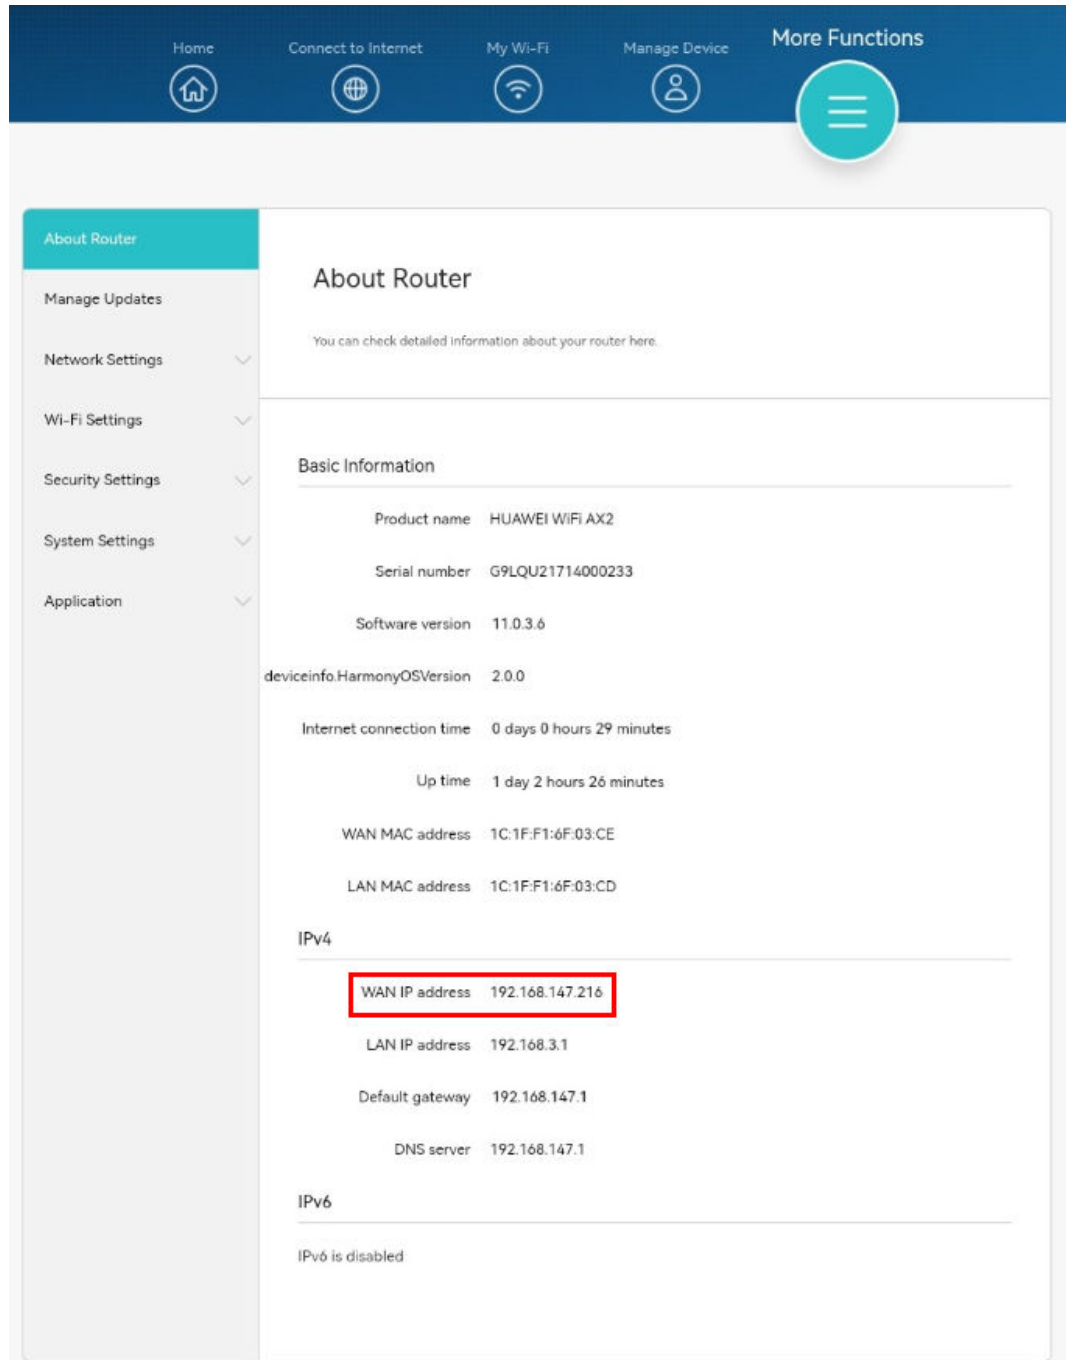 Home
Connect to Internet
My Wi-Fi
Manage Device
More Functions
About Router
Manage Updates
Network Settings
Wi-Fi Settings
Security Settings
System Settings
Application
About Router
You can check detailed information about your router here.
Basic Information
Product name HUAWEI WiFi AX2
Serial number G9LQU21714000233
Software version 11.0.3.6
deviceinfo.HarmonyOSVersion 2.0.0
Internet connection time 0 days 0 hours 29 minutes
Up time 1 day 2 hours 26 minutes
WAN MAC address 1C:1F:F1:6F:03:CE
LAN MAC address 1C:1F:F1:6F:03:CD
IPv4
WAN IP address 192.168.147.216
LAN IP address 192.168.3.1
Default gateway 192.168.147.1
DNS server 192.168.147.1
IPv6
IPv6 is disabled